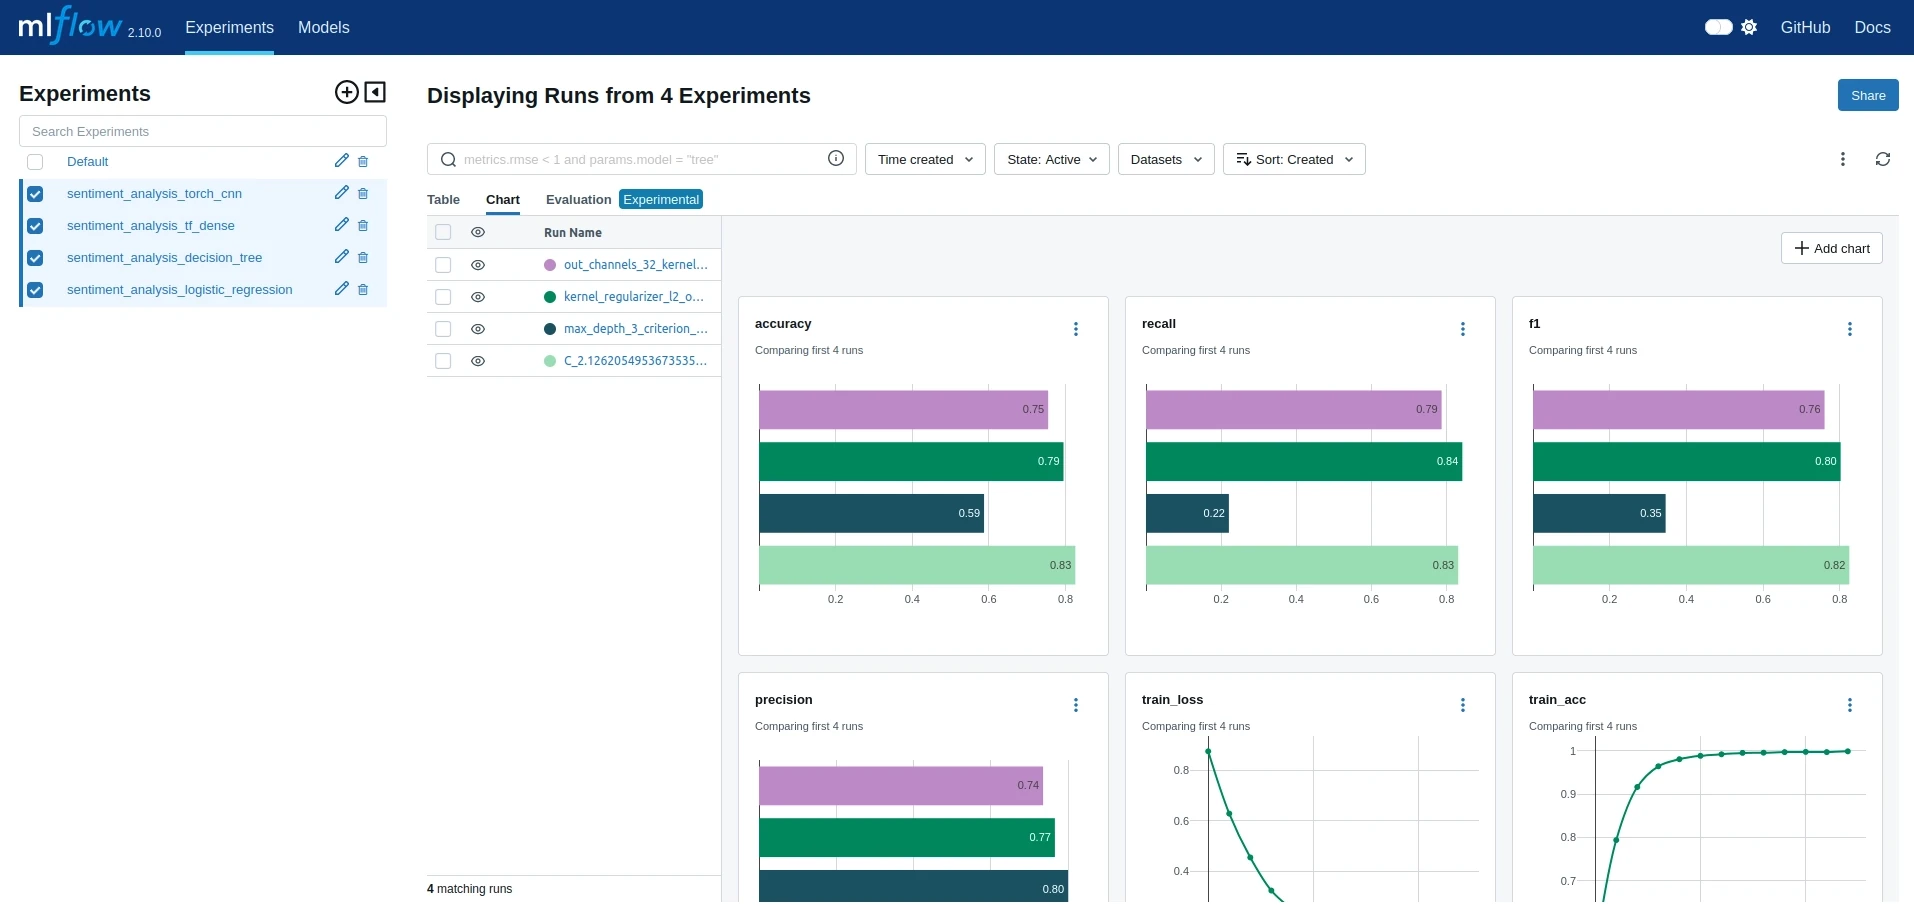 mlflow 2.10.0 Experiments Models GitHub Docs
Experiments
Search Experiments
Default
sentiment_analysis_torch_cnn
sentiment_analysis_tf_dense
sentiment_analysis_decision_tree
sentiment_analysis_logistic_regression
Displaying Runs from 4 Experiments
Share
metrics.rmse < 1 and params.model = "tree"
Time created
State: Active
Datasets
Sort: Created
Table Chart Evaluation Experimental
Run Name
out_channels_32_kernel...
kernel_regularizer_l2_o...
max_depth_3_criterion_...
C_2.1262054953673535...
4 matching runs
Add chart
accuracy
Comparing first 4 runs
0.75
0.79
0.59
0.83
0.2 0.4 0.6 0.8
recall
Comparing first 4 runs
0.79
0.84
0.22
0.83
0.2 0.4 0.6 0.8
f1
Comparing first 4 runs
0.76
0.80
0.35
0.82
0.2 0.4 0.6 0.8
precision
Comparing first 4 runs
0.74
0.77
0.80
train_loss
Comparing first 4 runs
0.8
0.6
0.4
train_acc
Comparing first 4 runs
1
0.9
0.8
0.7